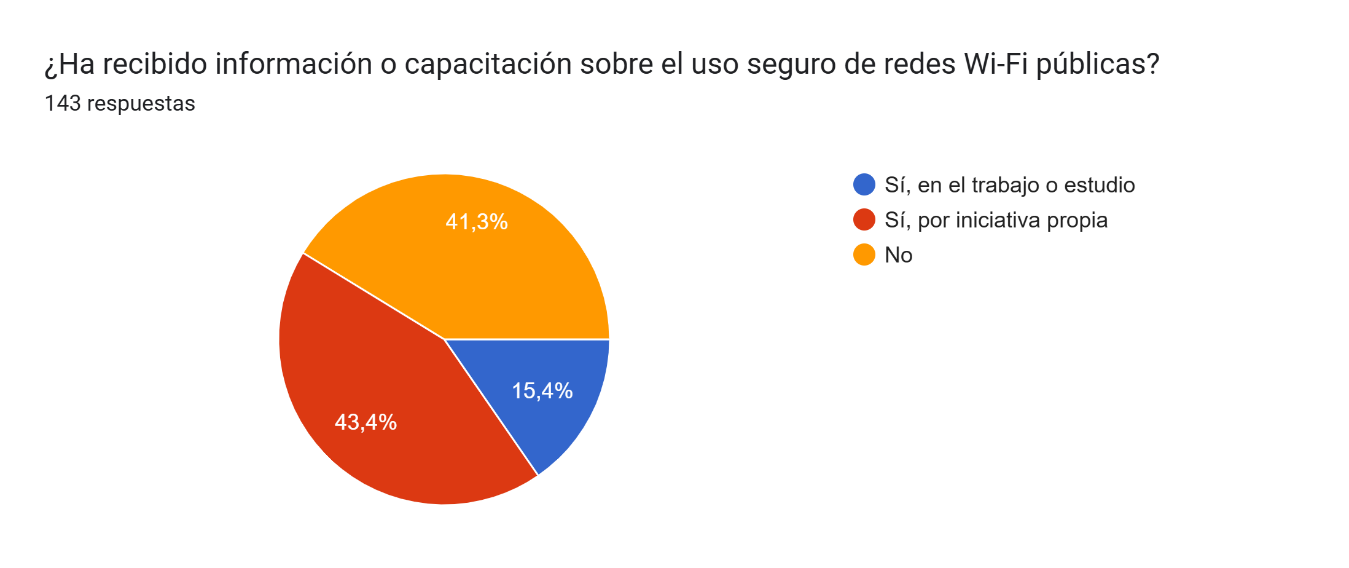 ¿Ha recibido información o capacitación sobre el uso seguro de redes Wi-Fi públicas?
143 respuestas
Sí, en el trabajo o estudio
Sí, por iniciativa propia
No
41,3%
15,4%
43,4%